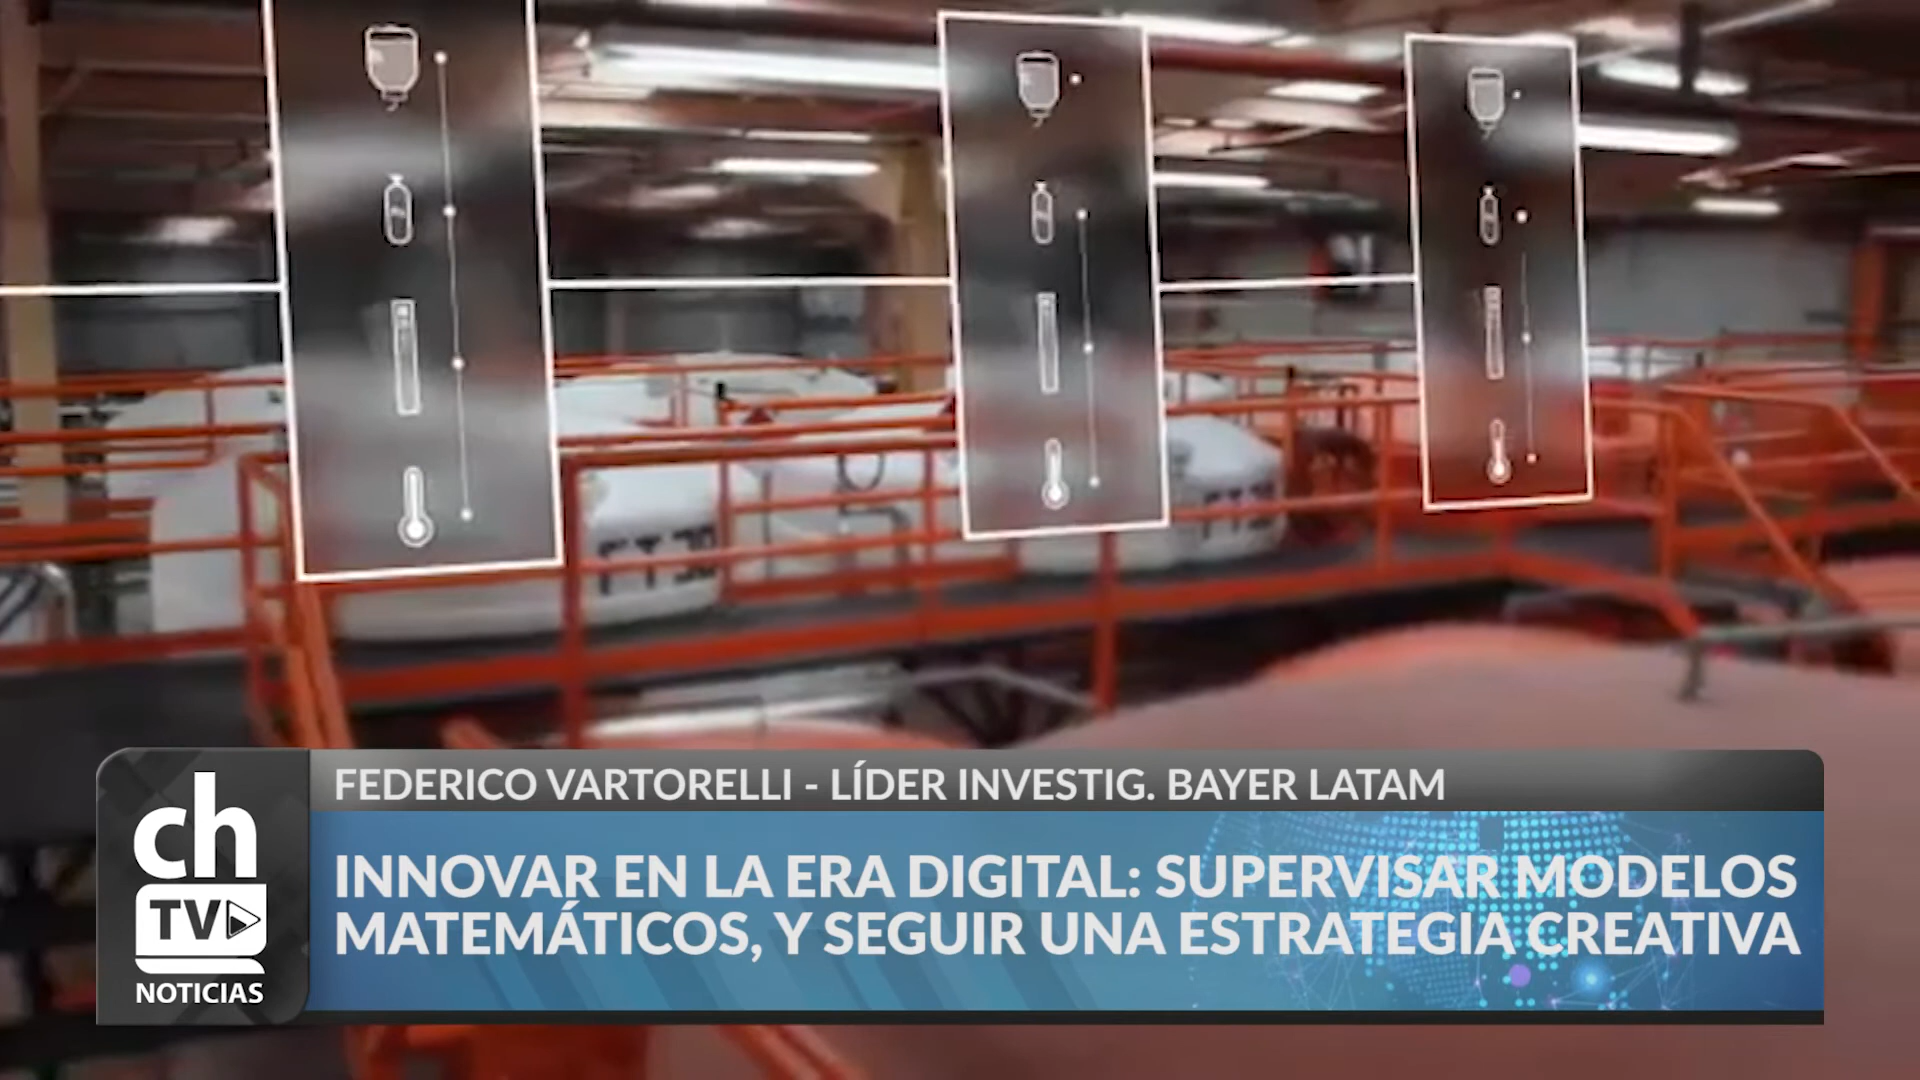 FEDERICO VARTORELLI - LÍDER INVESTIG. BAYER LATAM
INNOVAR EN LA ERA DIGITAL: SUPERVISAR MODELOS
MATEMÁTICOS, Y SEGUIR UNA ESTRATEGIA CREATIVA
ch
TV
NOTICIAS